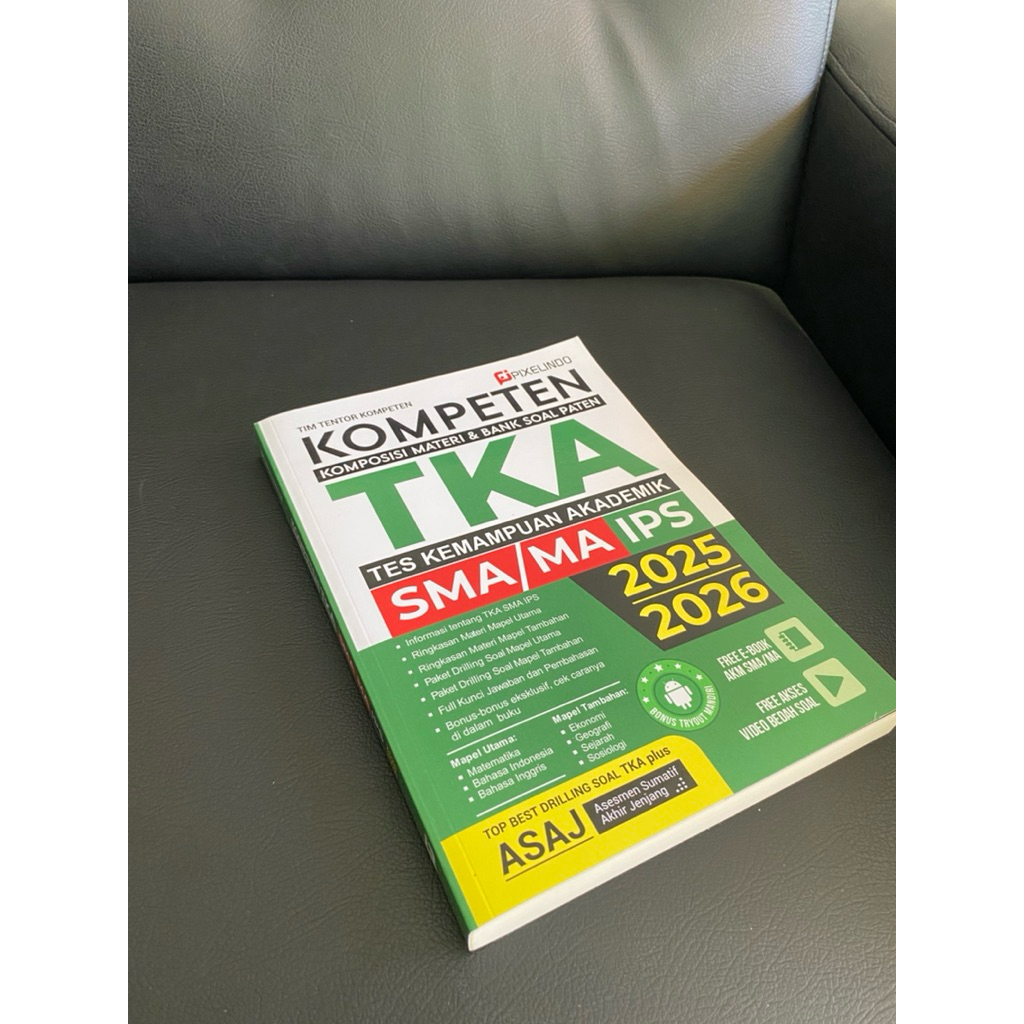 PIXELINDO
TIM TENTOR KOMPETEN
KOMPETEN
KOMPOSISI MATERI & BANK SOAL PATEN
TKA
TES KEMAMPUAN AKADEMIK
SMA/MA IPS
2025
2026
• Informasi tentang TKA SMA IPS
• Ringkasan Materi Mapel Utama
• Ringkasan Materi Mapel Tambahan
• Paket Drilling Soal Mapel Utama
• Paket Drilling Soal Mapel Tambahan
• Full Kunci Jawaban dan Pembahasan
• Bonus-bonus eksklusif, cek caranya
di dalam buku
Mapel Utama:
• Matematika
• Bahasa Indonesia
• Bahasa Inggris
Mapel Tambahan:
• Ekonomi
• Geografi
• Sejarah
• Sosiologi
BONUS TRYOUT MANDIRI
FREE E-BOOK
AKM SMA/MA
FREE AKSES
VIDEO BEDAH SOAL
TOP BEST DRILLING SOAL TKA plus
ASAJ
Asesmen Sumatif
Akhir Jenjang